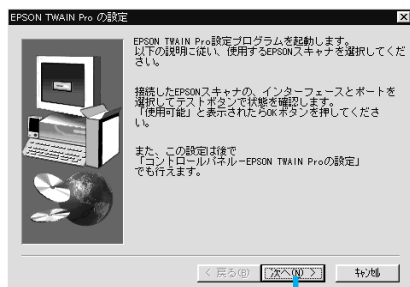 EPSON TWAIN Pro の設定
EPSON TWAIN Pro設定プログラムを起動します。
以下の説明に従い、使用するEPSONスキャナを選択してくだ
さい。
接続したEPSONスキャナの、インターフェースとポートを
選択してテストボタンで状態を確認します。
「使用可能」と表示されたらOKボタンを押してくださ
い。
また、この設定は後で
「コントロールパネル－EPSON TWAIN Proの設定」
でも行えます。
< 戻る(B)
次へ(N) >
ｷｬﾝｾﾙ